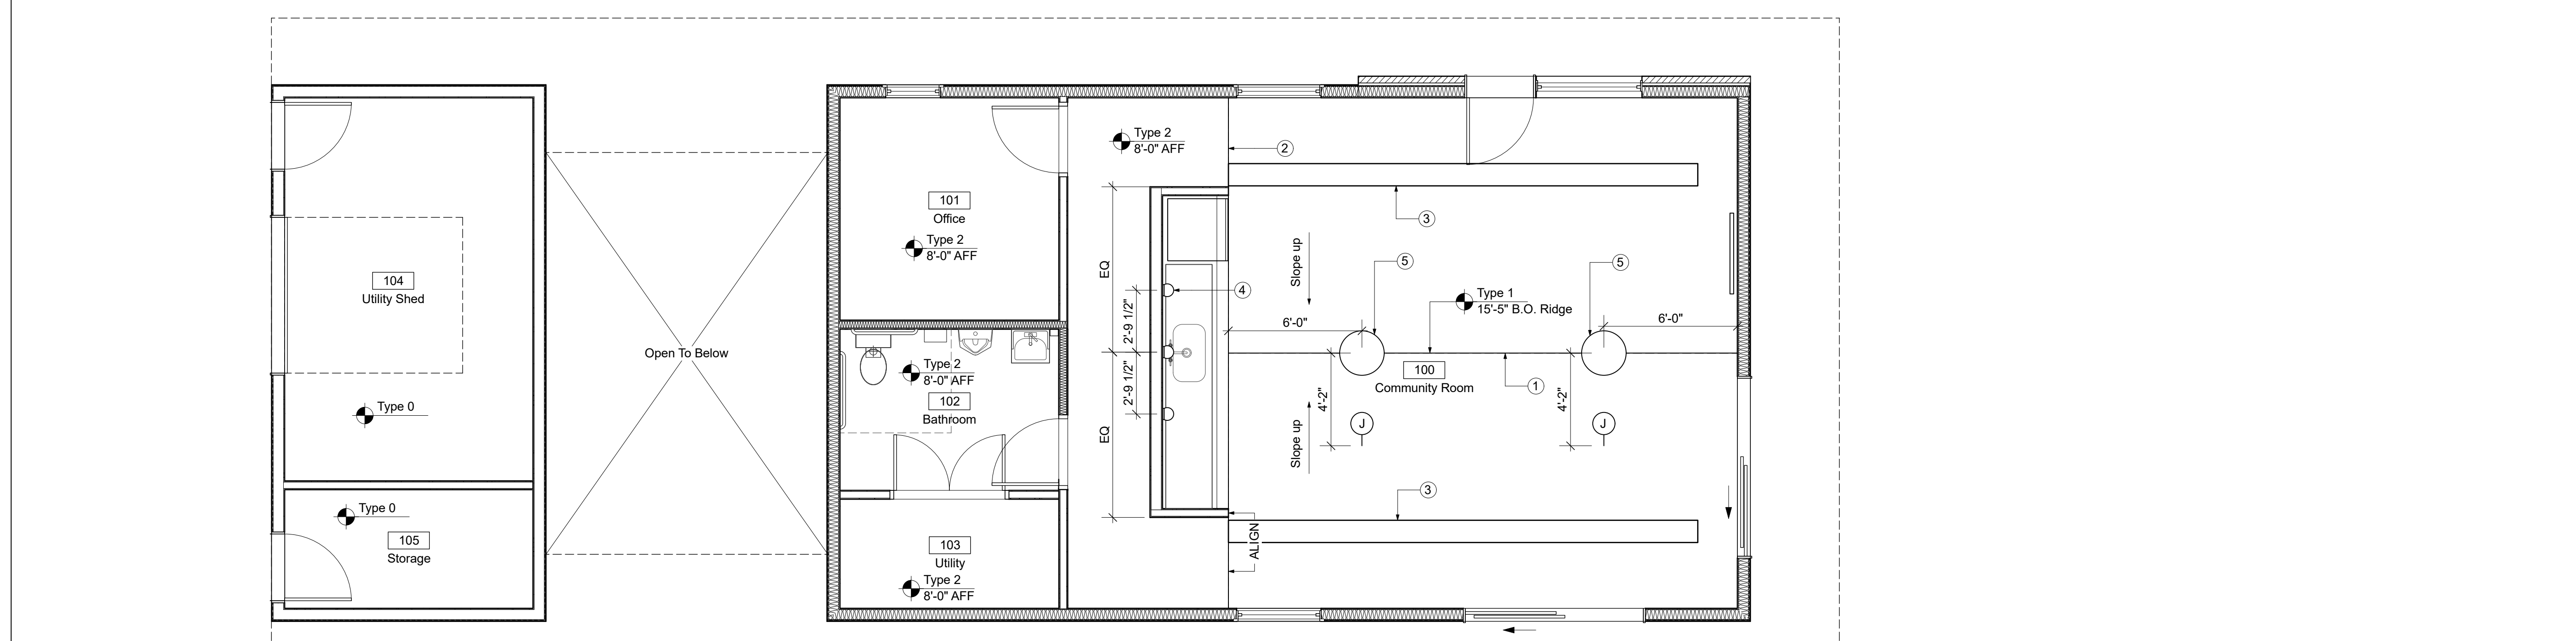 Type 2
8'-0" AFF
2
101
Office
3
Type 2
8'-0" AFF
Slope up
5
5
EQ
104
Utility Shed
4
Type 1
15'-5" B.O. Ridge
2'-9 1/2"
6'-0"
6'-0"
Open To Below
Type 2
8'-0" AFF
100
Community Room
1
2'-9 1/2"
4'-2"
4'-2"
102
Bathroom
Type 0
J
J
EQ
Slope up
3
Type 0
105
Storage
ALIGN
103
Utility
Type 2
8'-0" AFF